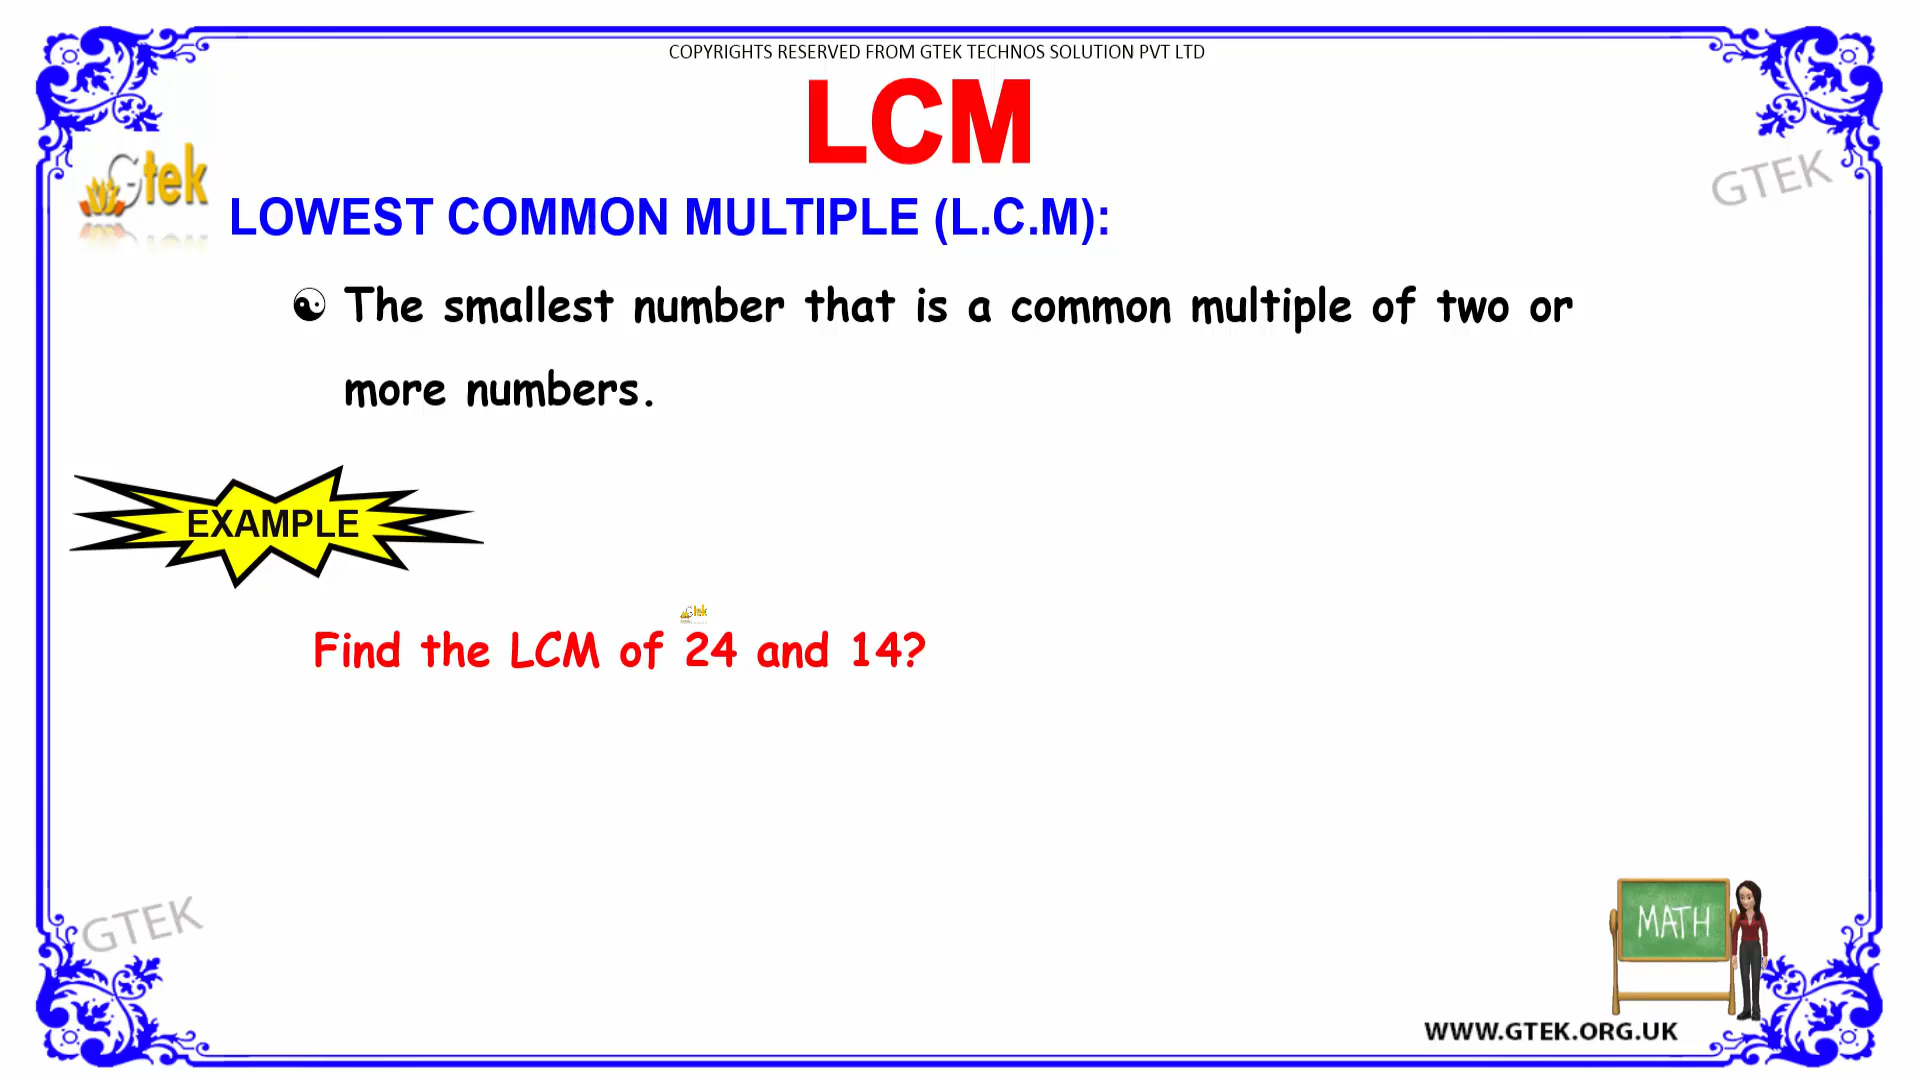 COPYRIGHTS RESERVED FROM GTEK TECHNOS SOLUTION PVT LTD
LCM
Gtek
GTEK
LOWEST COMMON MULTIPLE (L.C.M):
☯ The smallest number that is a common multiple of two or
more numbers.
EXAMPLE
Gtek
Find the LCM of 24 and 14?
GTEK
MATH
WWW.GTEK.ORG.UK